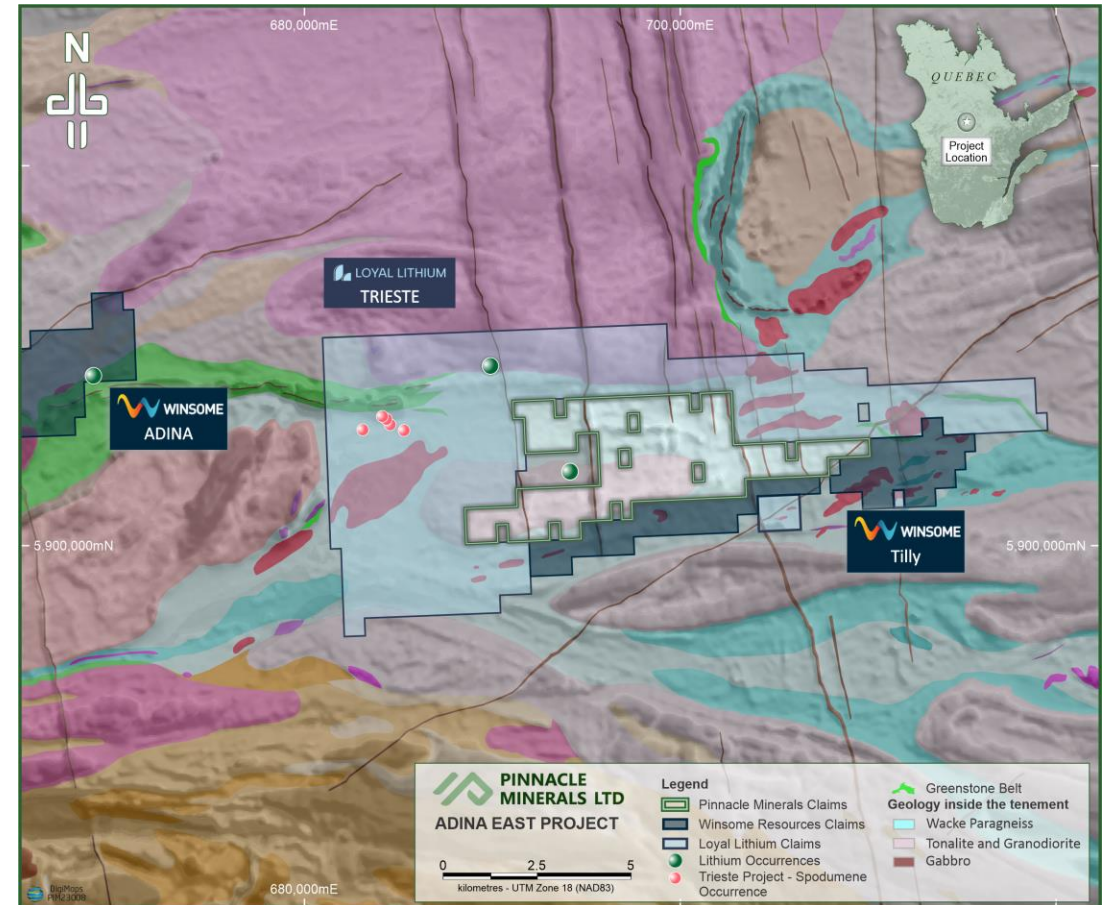 680,000mE
700,000mE
N
QUEBEC
Project
Location
LOYAL LITHIUM
TRIESTE
WINSOME
ADINA
5,900,000mN
5,900,000mN
WINSOME
Tilly
PINNACLE
MINERALS LTD
ADINA EAST PROJECT
0 2.5 5
kilometres - UTM Zone 18 (NAD83)
Legend
Pinnacle Minerals Claims
Winsome Resources Claims
Loyal Lithium Claims
Lithium Occurrences
Trieste Project - Spodumene
Occurrence
Greenstone Belt
Geology inside the tenement
Wacke Paragneiss
Tonalite and Granodiorite
Gabbro
DigiMaps
PIM23008
680,000mE